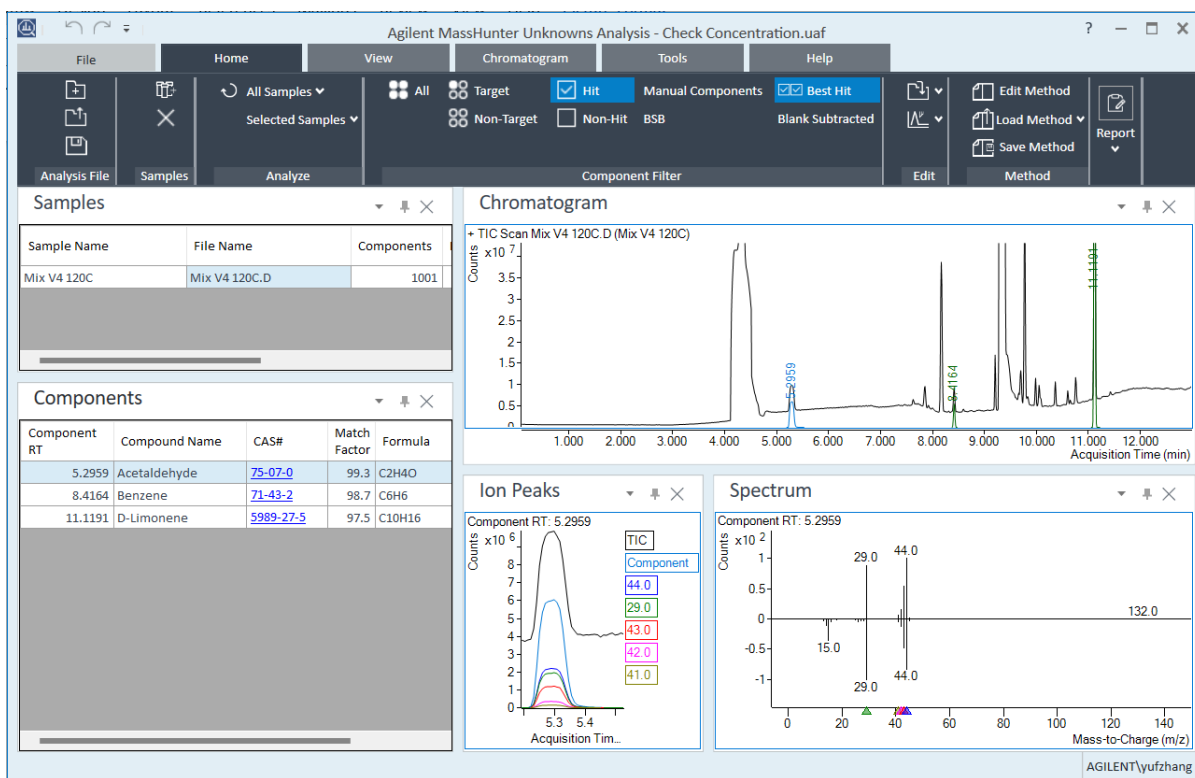 Agilent MassHunter Unknowns Analysis - Check Concentration.uaf
?
File Home View Chromatogram Tools Help
All Samples
Selected Samples
All Target Hit Manual Components Best Hit
Non-Target Non-Hit BSB Blank Subtracted
Edit Method
Load Method
Save Method
Report
Analysis File Samples Analyze Component Filter Edit Method
Samples
Sample Name File Name Components
Mix V4 120C Mix V4 120C.D 1001
Components
Component RT Compound Name CAS# Match Factor Formula
5.2959 Acetaldehyde 75-07-0 99.3 C2H4O
8.4164 Benzene 71-43-2 98.7 C6H6
11.1191 D-Limonene 5989-27-5 97.5 C10H16
Chromatogram
+ TIC Scan Mix V4 120C.D (Mix V4 120C)
Counts
x10 7
3.5
3
2.5
2
1.5
1
0.5
0
5.2959
8.4164
11.1191
1.000 2.000 3.000 4.000 5.000 6.000 7.000 8.000 9.000 10.000 11.000 12.000
Acquisition Time (min)
Ion Peaks
Component RT: 5.2959
Counts
x10 6
8
7
6
5
4
3
2
1
0
TIC
Component
44.0
29.0
43.0
42.0
41.0
5.3 5.4
Acquisition Tim...
Spectrum
Component RT: 5.2959
Counts
x10 2
1
0.5
0
-0.5
-1
29.0 44.0
132.0
15.0
29.0 44.0
0 20 40 60 80 100 120 140
Mass-to-Charge (m/z)
AGILENT\yufzhang